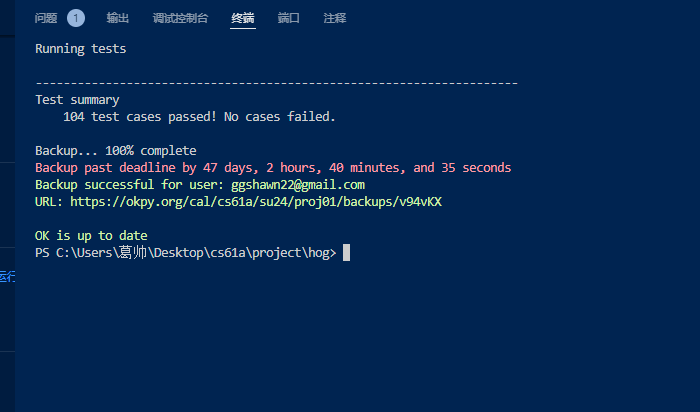 问题 1 输出 调试控制台 终端 端口 注释
Running tests
---------------------------------------------------------------------
Test summary
104 test cases passed! No cases failed.
Backup... 100% complete
Backup past deadline by 47 days, 2 hours, 40 minutes, and 35 seconds
Backup successful for user: ggshawn22@gmail.com
URL: https://okpy.org/cal/cs61a/su24/proj01/backups/v94vKX
OK is up to date
运行
PS C:\Users\葛帅\Desktop\cs61a\project\hog>